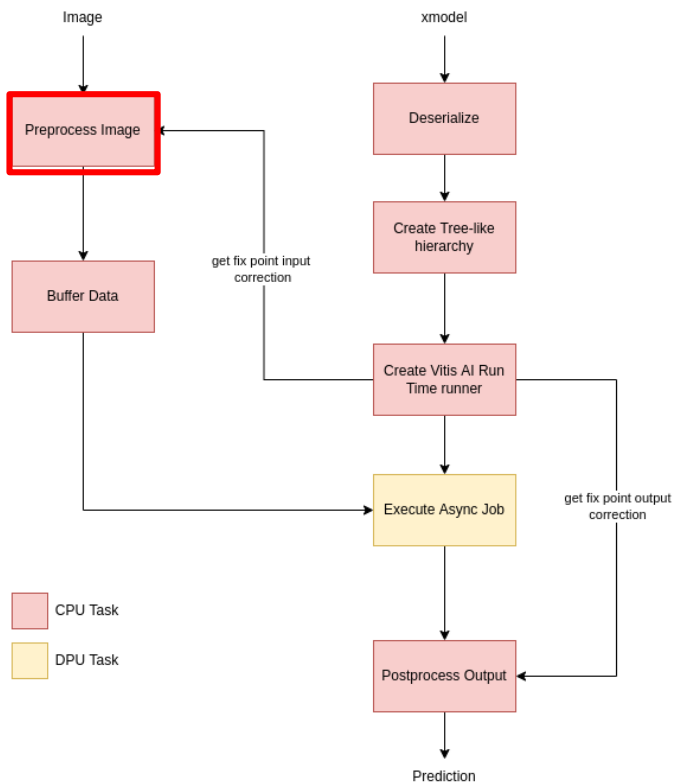 Image
xmodel
Preprocess Image
Deserialize
Create Tree-like
hierarchy
get fix point input
correction
Buffer Data
Create Vitis AI Run
Time runner
Execute Async Job
get fix point output
correction
CPU Task
DPU Task
Postprocess Output
Prediction